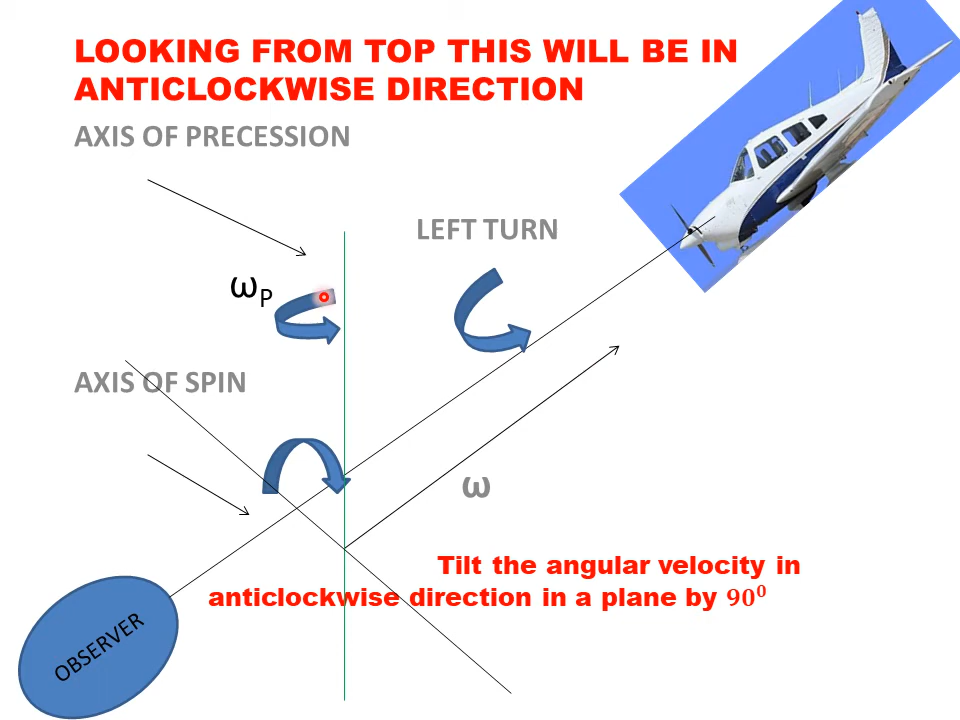 LOOKING FROM TOP THIS WILL BE IN
ANTICLOCKWISE DIRECTION
AXIS OF PRECESSION
LEFT TURN
ωP
AXIS OF SPIN
ω
Tilt the angular velocity in
anticlockwise direction in a plane by 90⁰
OBSERVER